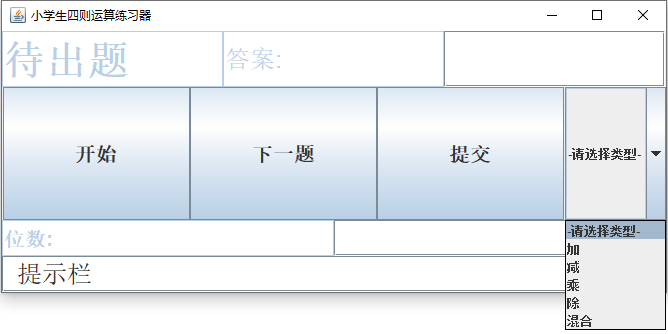 小学生四则运算练习器
待出题 答案:
开始 下一题 提交 -请选择类型-
-请选择类型-
加
减
乘
除
混合
位数:
提示栏